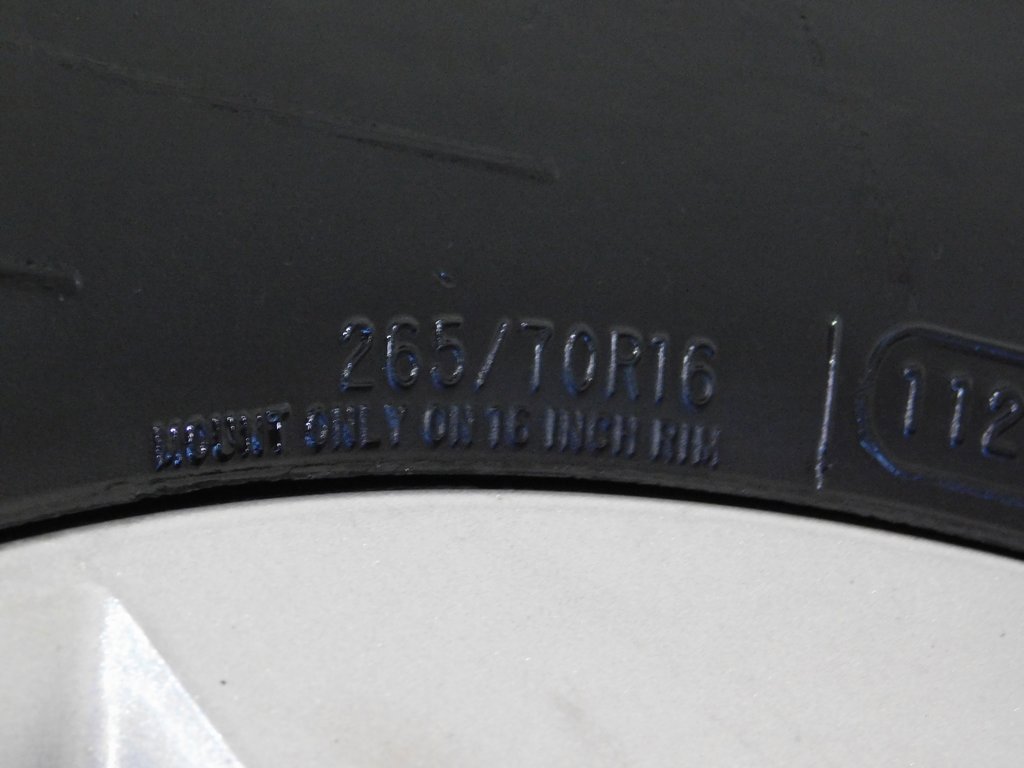 265/70R16
MOUNT ONLY ON 16 INCH RIM
112